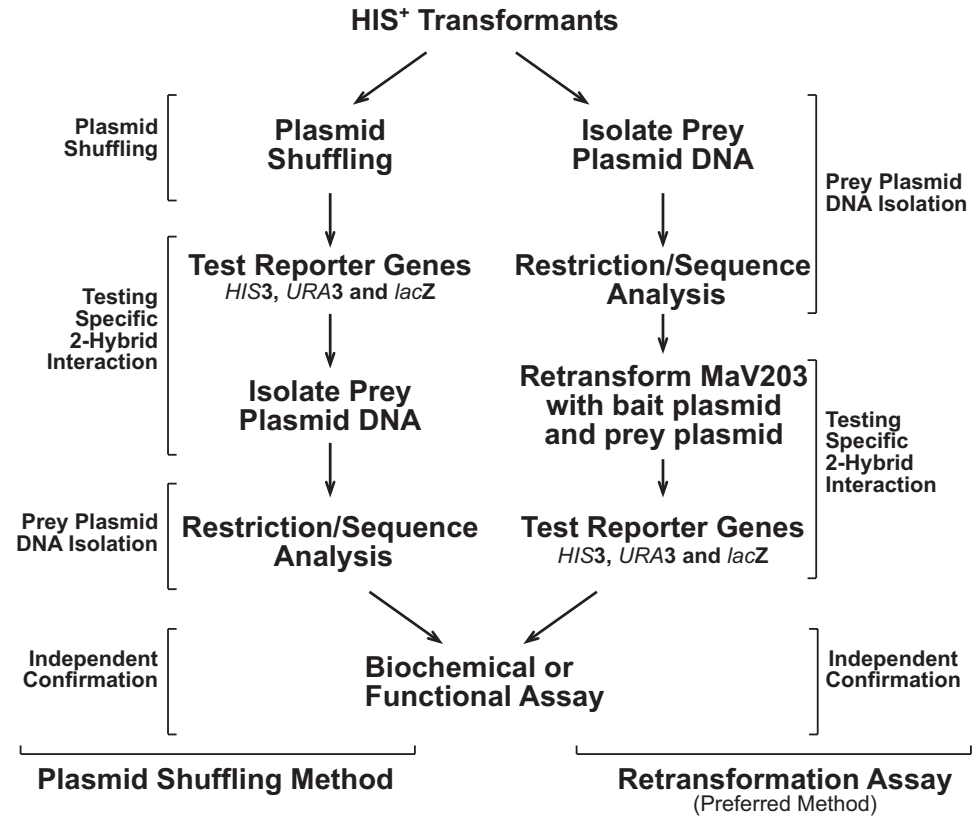 HIS⁺ Transformants
Plasmid
Shuffling
Plasmid
Shuffling
Testing
Specific
2-Hybrid
Interaction
Test Reporter Genes
HIS3, URA3 and lacZ
Isolate Prey
Plasmid DNA
Prey Plasmid
DNA Isolation
Restriction/Sequence
Analysis
Isolate Prey
Plasmid DNA
Prey Plasmid
DNA Isolation
Restriction/Sequence
Analysis
Retransform MaV203
with bait plasmid
and prey plasmid
Testing
Specific
2-Hybrid
Interaction
Test Reporter Genes
HIS3, URA3 and lacZ
Independent
Confirmation
Biochemical or
Functional Assay
Independent
Confirmation
Plasmid Shuffling Method
Retransformation Assay
(Preferred Method)